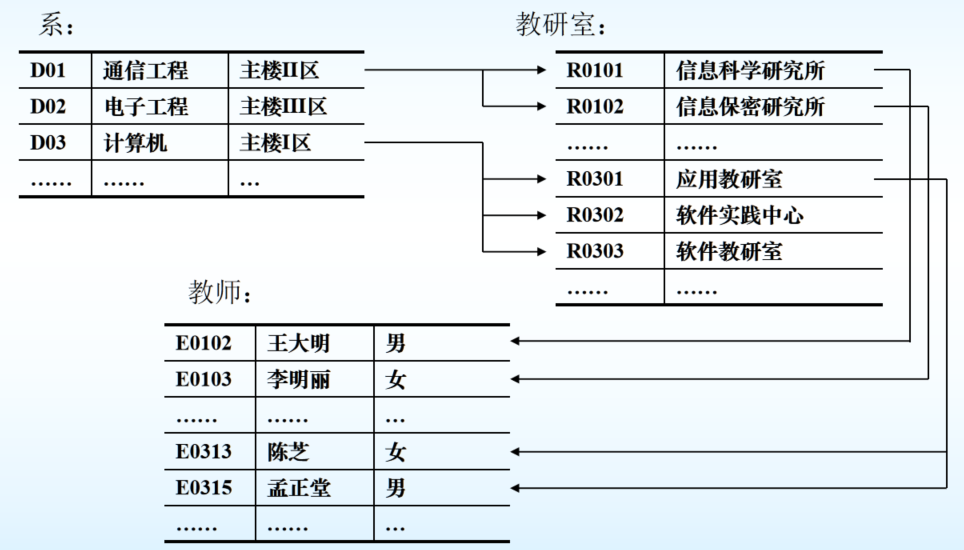 系：
D01 通信工程 主楼II区
D02 电子工程 主楼III区
D03 计算机 主楼I区
…… …… …
教研室：
R0101 信息科学研究所
R0102 信息保密研究所
…… ……
R0301 应用教研室
R0302 软件实践中心
R0303 软件教研室
…… ……
教师：
E0102 王大明 男
E0103 李明丽 女
…… …… …
E0313 陈芝 女
E0315 孟正堂 男
…… …… …